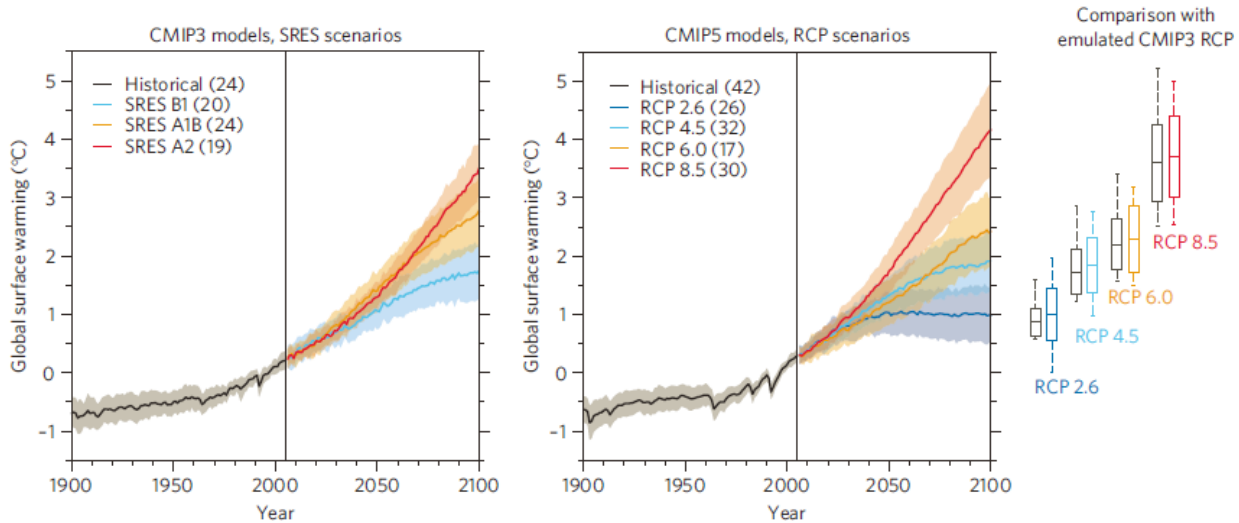 CMIP3 models, SRES scenarios
Global surface warming (°C)
5
4
3
2
1
0
−1
Historical (24)
SRES B1 (20)
SRES A1B (24)
SRES A2 (19)
1900
1950
2000
2050
2100
Year
CMIP5 models, RCP scenarios
Global surface warming (°C)
5
4
3
2
1
0
−1
Historical (42)
RCP 2.6 (26)
RCP 4.5 (32)
RCP 6.0 (17)
RCP 8.5 (30)
1900
1950
2000
2050
2100
Year
Comparison with
emulated CMIP3 RCP
RCP 8.5
RCP 6.0
RCP 4.5
RCP 2.6